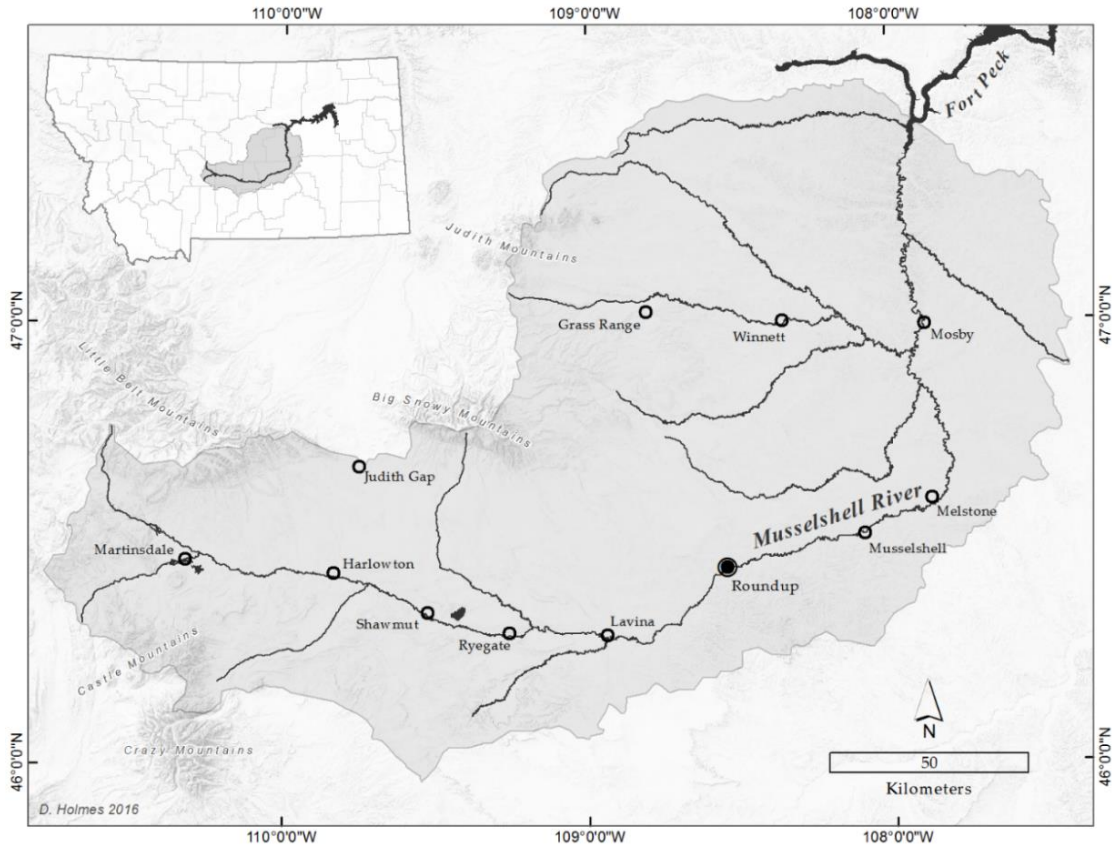 110°0'0"W
109°0'0"W
108°0'0"W
Fort Peck
Judith Mountains
47°0'0"N
47°0'0"N
Grass Range
Winnett
Mosby
Little Belt Mountains
Big Snowy Mountains
Judith Gap
Musselshell River
Melstone
Martinsdale
Harlowton
Musselshell
Roundup
Shawmut
Lavina
Ryegate
Castle Mountains
N
Crazy Mountains
46°0'0"N
46°0'0"N
50
Kilometers
D. Holmes 2016
110°0'0"W
109°0'0"W
108°0'0"W